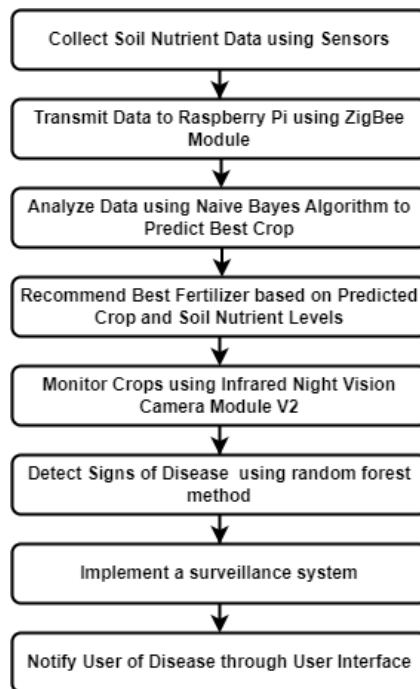 Collect Soil Nutrient Data using Sensors
Transmit Data to Raspberry Pi using ZigBee
Module
Analyze Data using Naive Bayes Algorithm to
Predict Best Crop
Recommend Best Fertilizer based on Predicted
Crop and Soil Nutrient Levels
Monitor Crops using Infrared Night Vision
Camera Module V2
Detect Signs of Disease using random forest
method
Implement a surveillance system
Notify User of Disease through User Interface